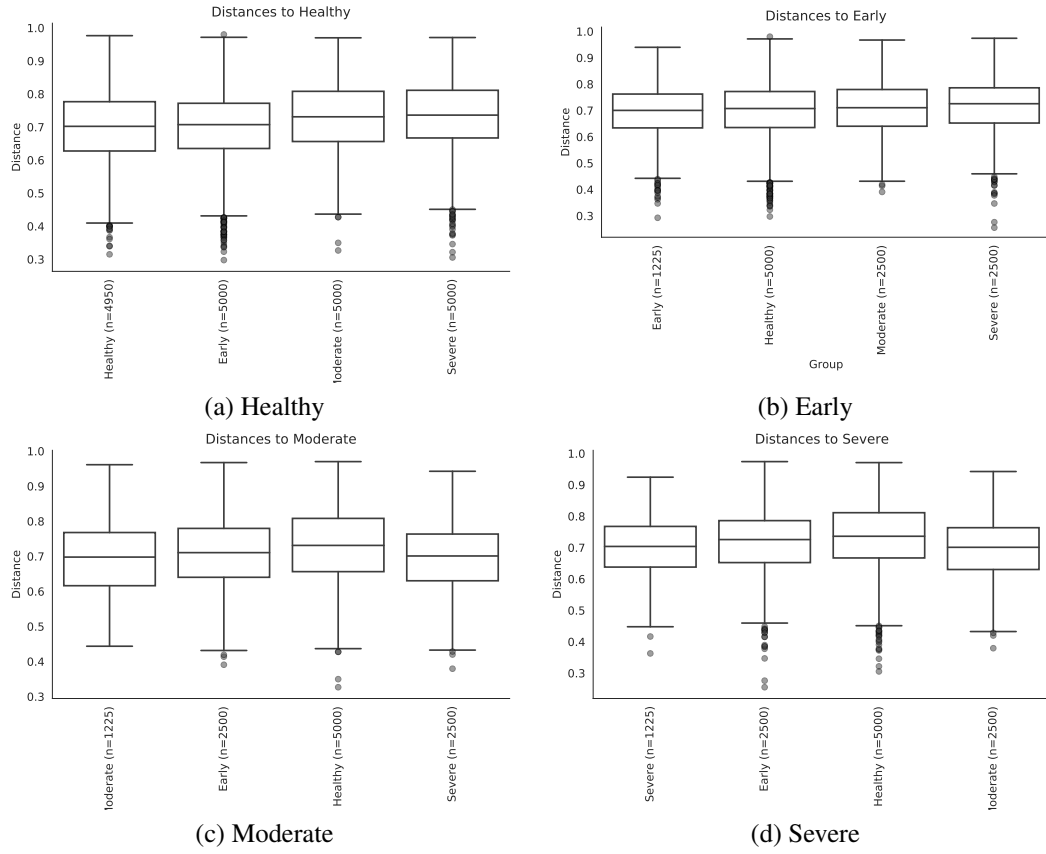 Distances to Healthy
1.0
0.9
0.8
0.7
0.6
0.5
0.4
0.3
Distance
Healthy (n=4950)
Early (n=5000)
oderate (n=5000)
Severe (n=5000)
(a) Healthy
Distances to Early
1.0
0.9
0.8
0.7
0.6
0.5
0.4
0.3
Distance
Early (n=1225)
Healthy (n=5000)
Moderate (n=2500)
Severe (n=2500)
Group
(b) Early
Distances to Moderate
1.0
0.9
0.8
0.7
0.6
0.5
0.4
0.3
Distance
oderate (n=1225)
Early (n=2500)
Healthy (n=5000)
Severe (n=2500)
(c) Moderate
Distances to Severe
1.0
0.9
0.8
0.7
0.6
0.5
0.4
0.3
Distance
Severe (n=1225)
Early (n=2500)
Healthy (n=5000)
oderate (n=2500)
(d) Severe